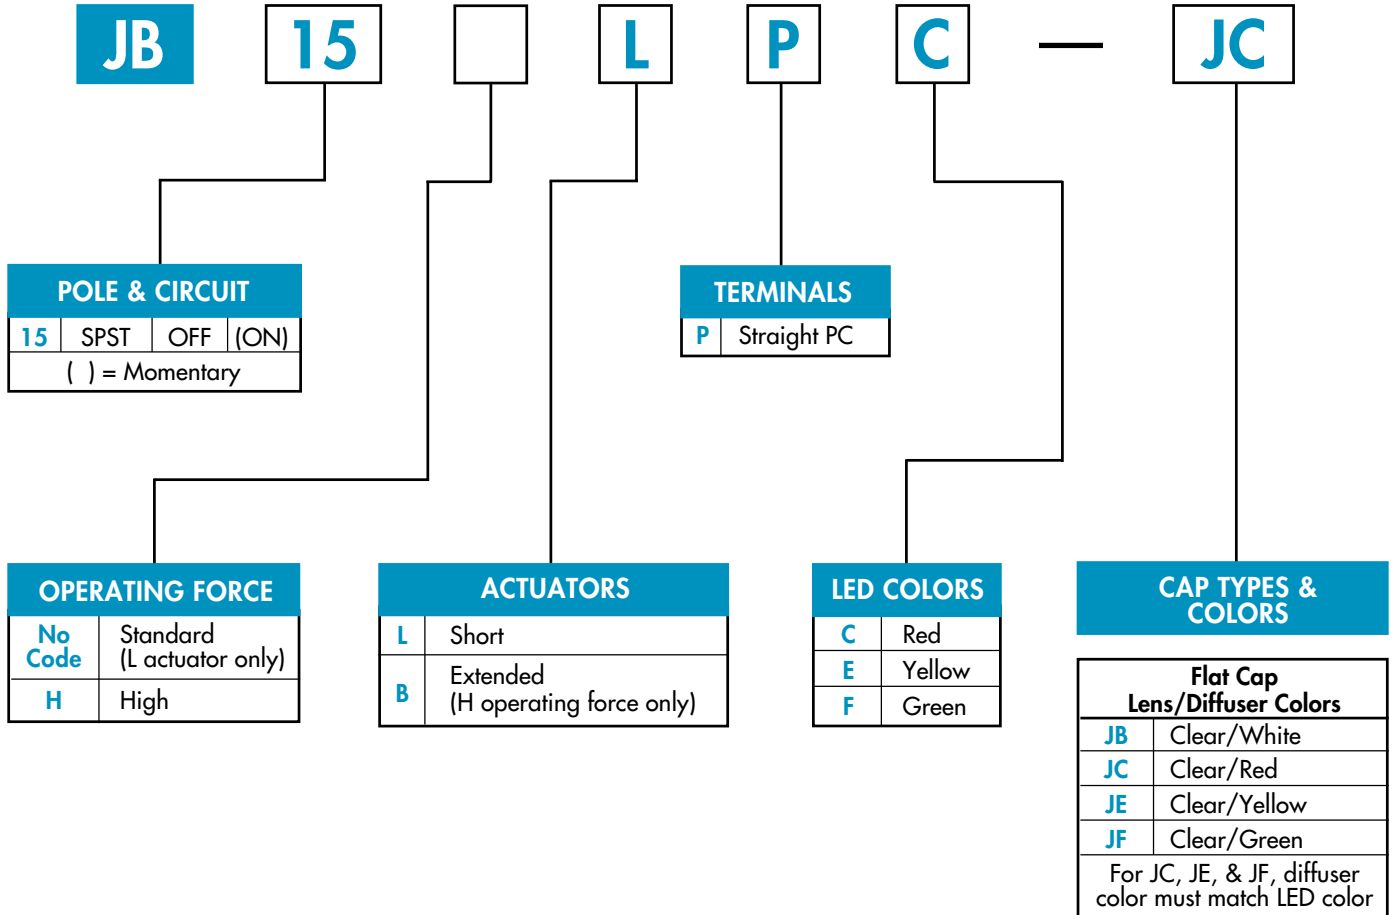 JB 15 L P C — JC
POLE & CIRCUIT
15 SPST OFF (ON)
( ) = Momentary
TERMINALS
P Straight PC
OPERATING FORCE
No Code Standard
(L actuator only)
H High
ACTUATORS
L Short
B Extended
(H operating force only)
LED COLORS
C Red
E Yellow
F Green
CAP TYPES &
COLORS
Flat Cap
Lens/Diffuser Colors
JB Clear/White
JC Clear/Red
JE Clear/Yellow
JF Clear/Green
For JC, JE, & JF, diffuser
color must match LED color